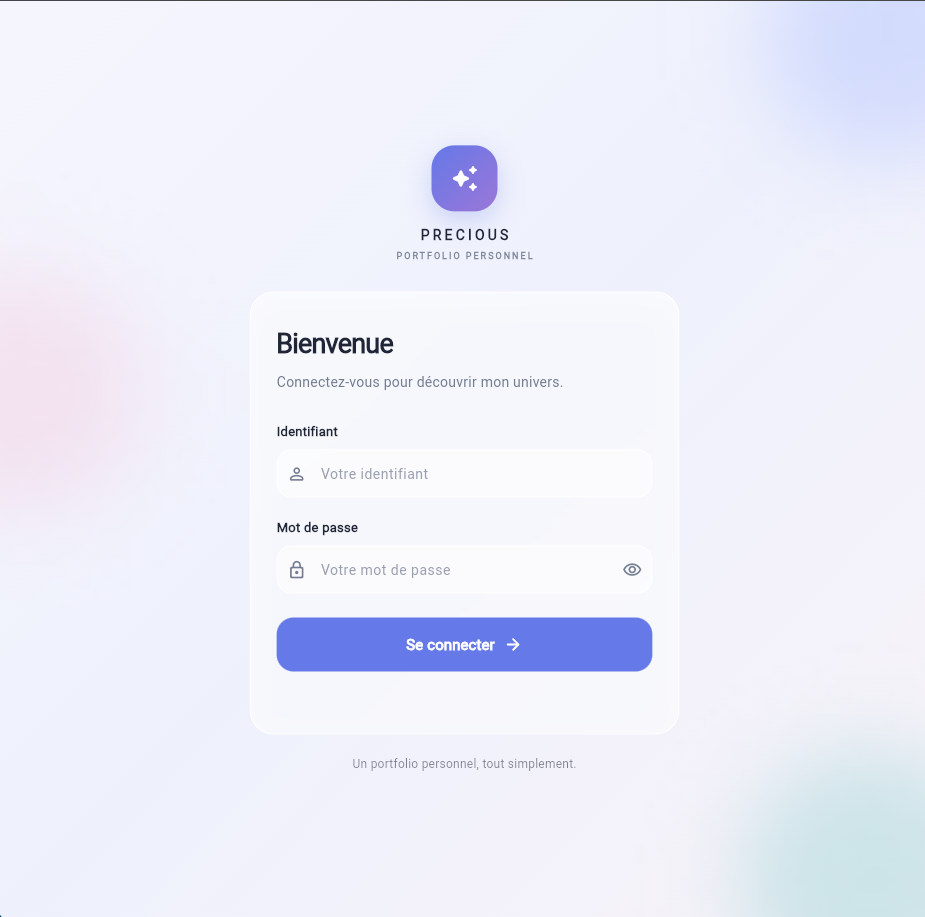 PRECIOUS
PORTFOLIO PERSONNEL
Bienvenue
Connectez-vous pour découvrir mon univers.
Identifiant
Votre identifiant
Mot de passe
Votre mot de passe
Se connecter
Un portfolio personnel, tout simplement.